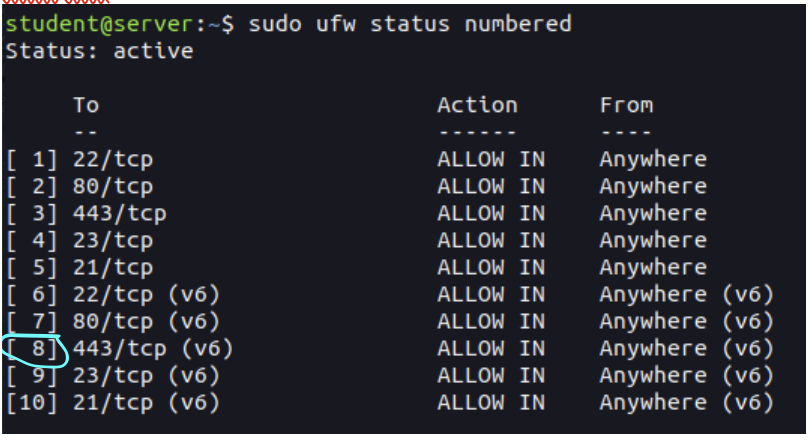 student@server:~$ sudo ufw status numbered
Status: active
To Action From
-- ------ ----
[ 1] 22/tcp ALLOW IN Anywhere
[ 2] 80/tcp ALLOW IN Anywhere
[ 3] 443/tcp ALLOW IN Anywhere
[ 4] 23/tcp ALLOW IN Anywhere
[ 5] 21/tcp ALLOW IN Anywhere
[ 6] 22/tcp (v6) ALLOW IN Anywhere (v6)
[ 7] 80/tcp (v6) ALLOW IN Anywhere (v6)
[ 8] 443/tcp (v6) ALLOW IN Anywhere (v6)
[ 9] 23/tcp (v6) ALLOW IN Anywhere (v6)
[10] 21/tcp (v6) ALLOW IN Anywhere (v6)